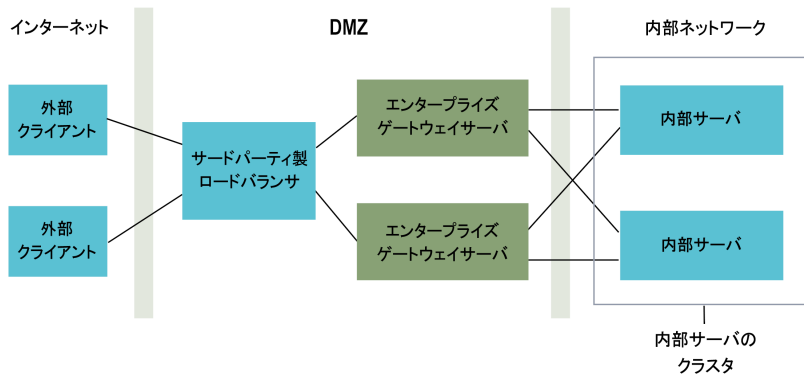 インターネット
DMZ
内部ネットワーク
外部
クライアント
外部
クライアント
サードパーティ製
ロードバランサ
エンタープライズ
ゲートウェイサーバ
エンタープライズ
ゲートウェイサーバ
内部サーバ
内部サーバ
内部サーバの
クラスタ